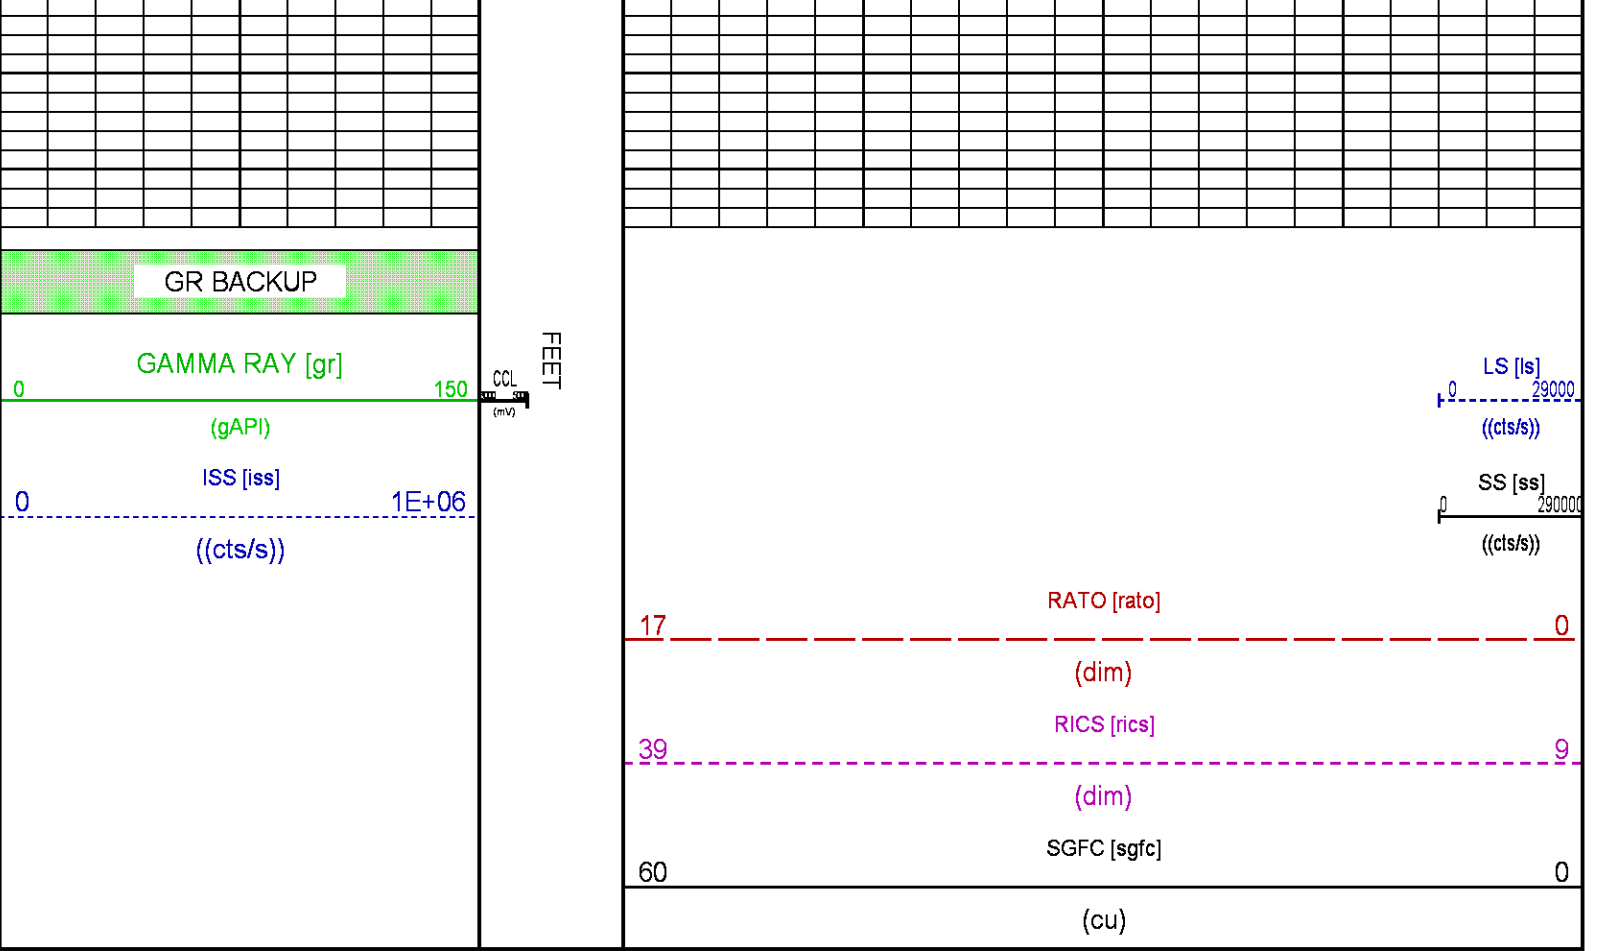 GR BACKUP
GAMMA RAY [gr]
0 150
(gAPI)
ISS [iss]
0 1E+06
((cts/s))
CCL
(mV)
FEET
LS [ls]
0 29000
((cts/s))
SS [ss]
0 290000
((cts/s))
RATO [rato]
17 0
(dim)
RICS [rics]
39 9
(dim)
SGFC [sgfc]
60 0
(cu)